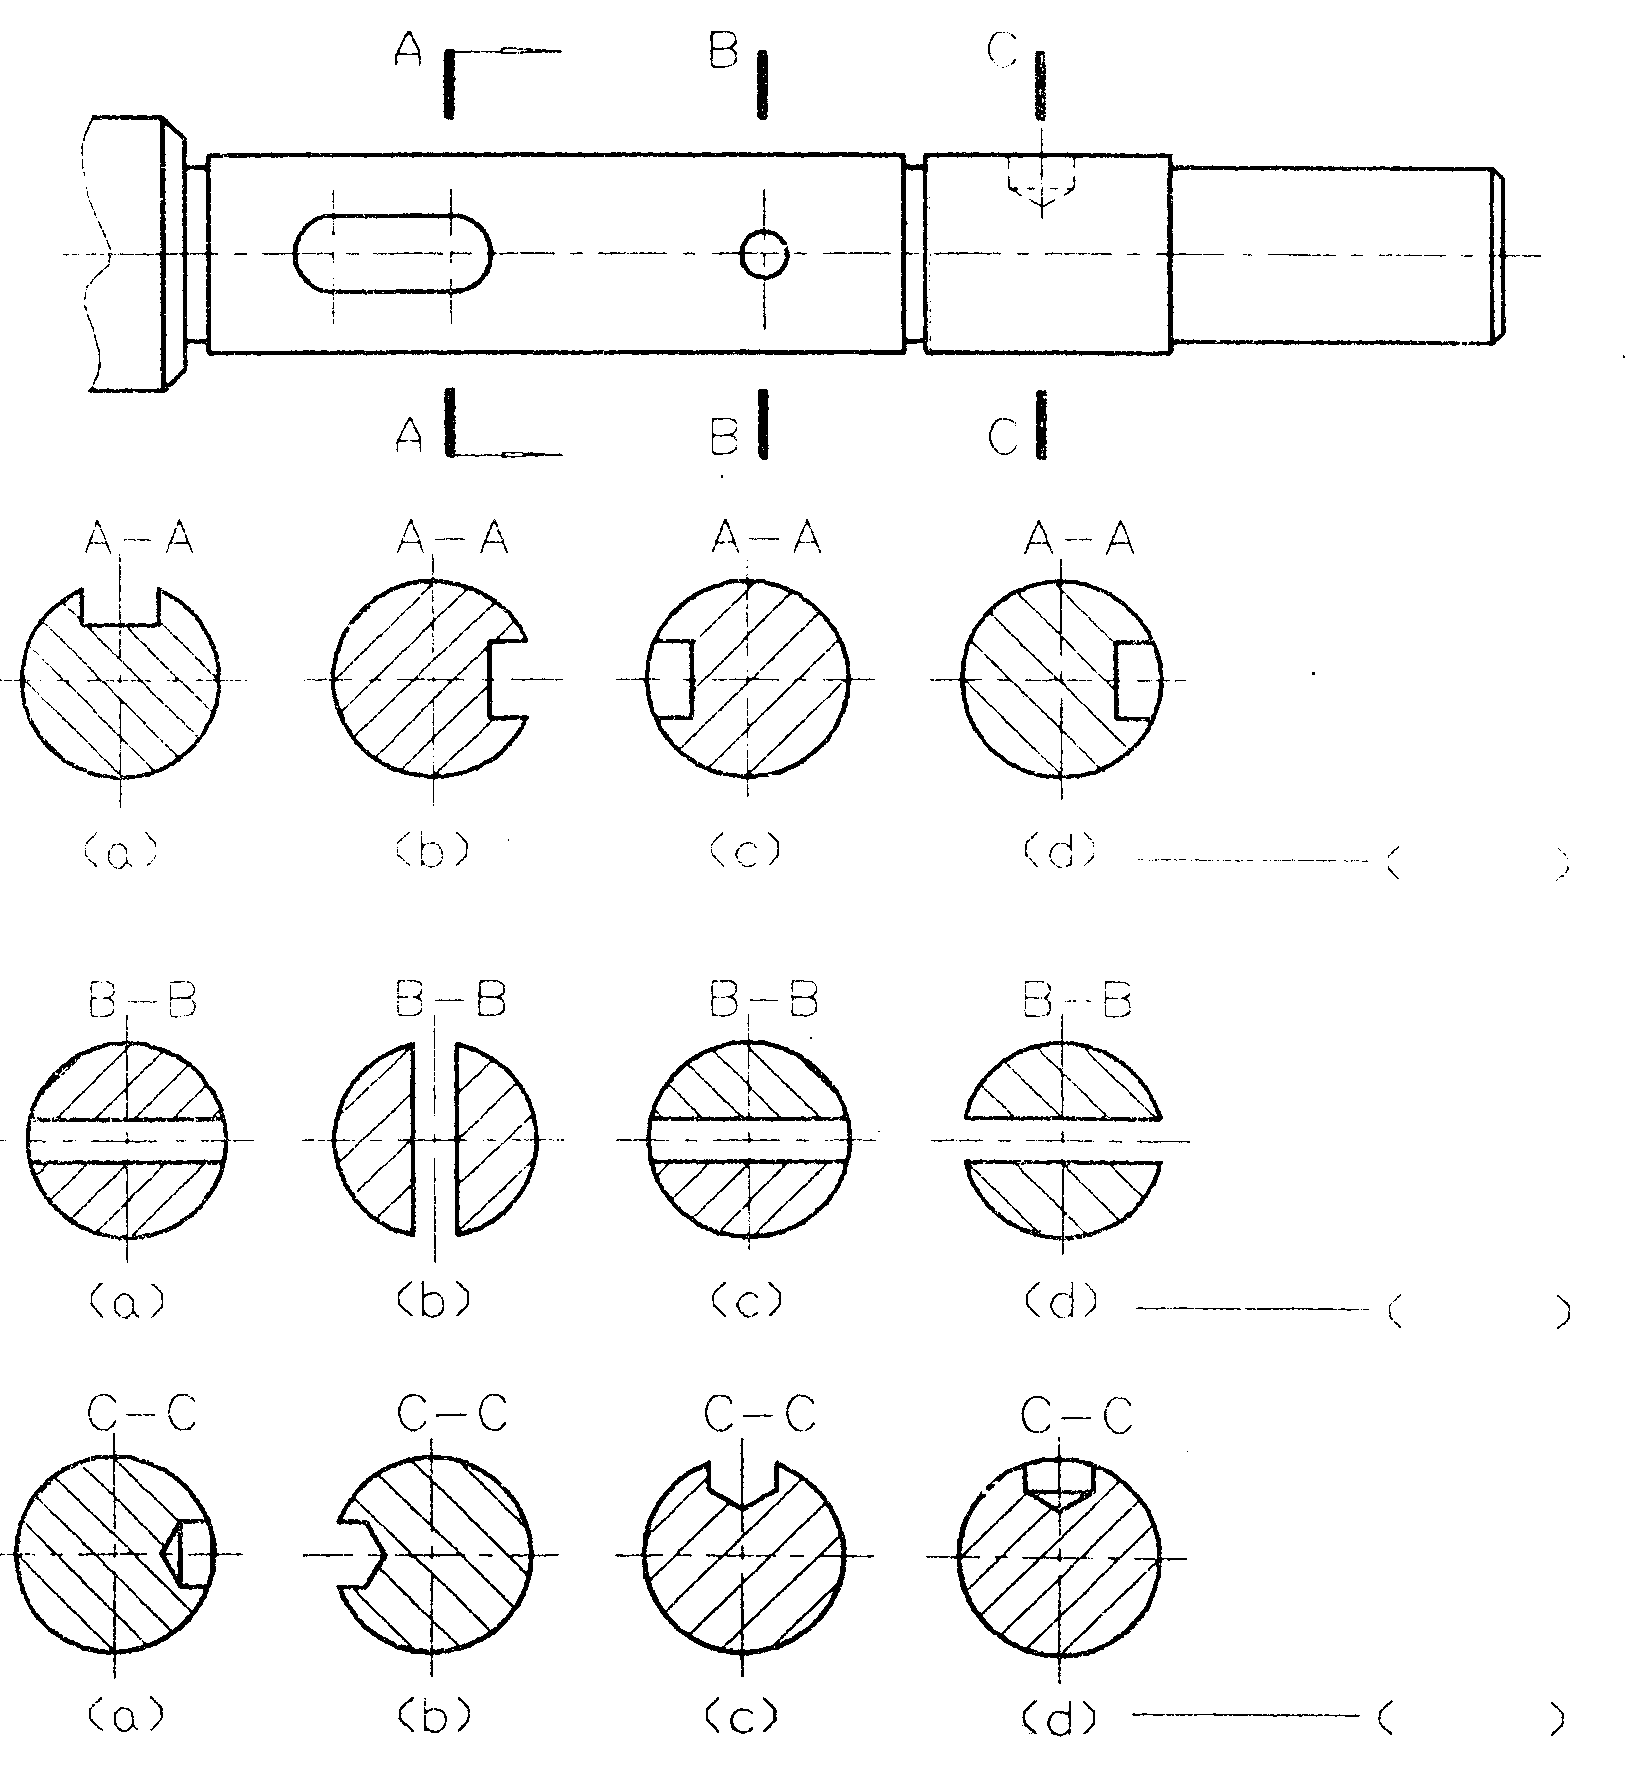 A B C
A B C
A-A A-A A-A A-A
(a) (b) (c) (d) ( )
B-B B-B B-B B-B
(a) (b) (c) (d) ( )
C-C C-C C-C C-C
(a) (b) (c) (d) ( )